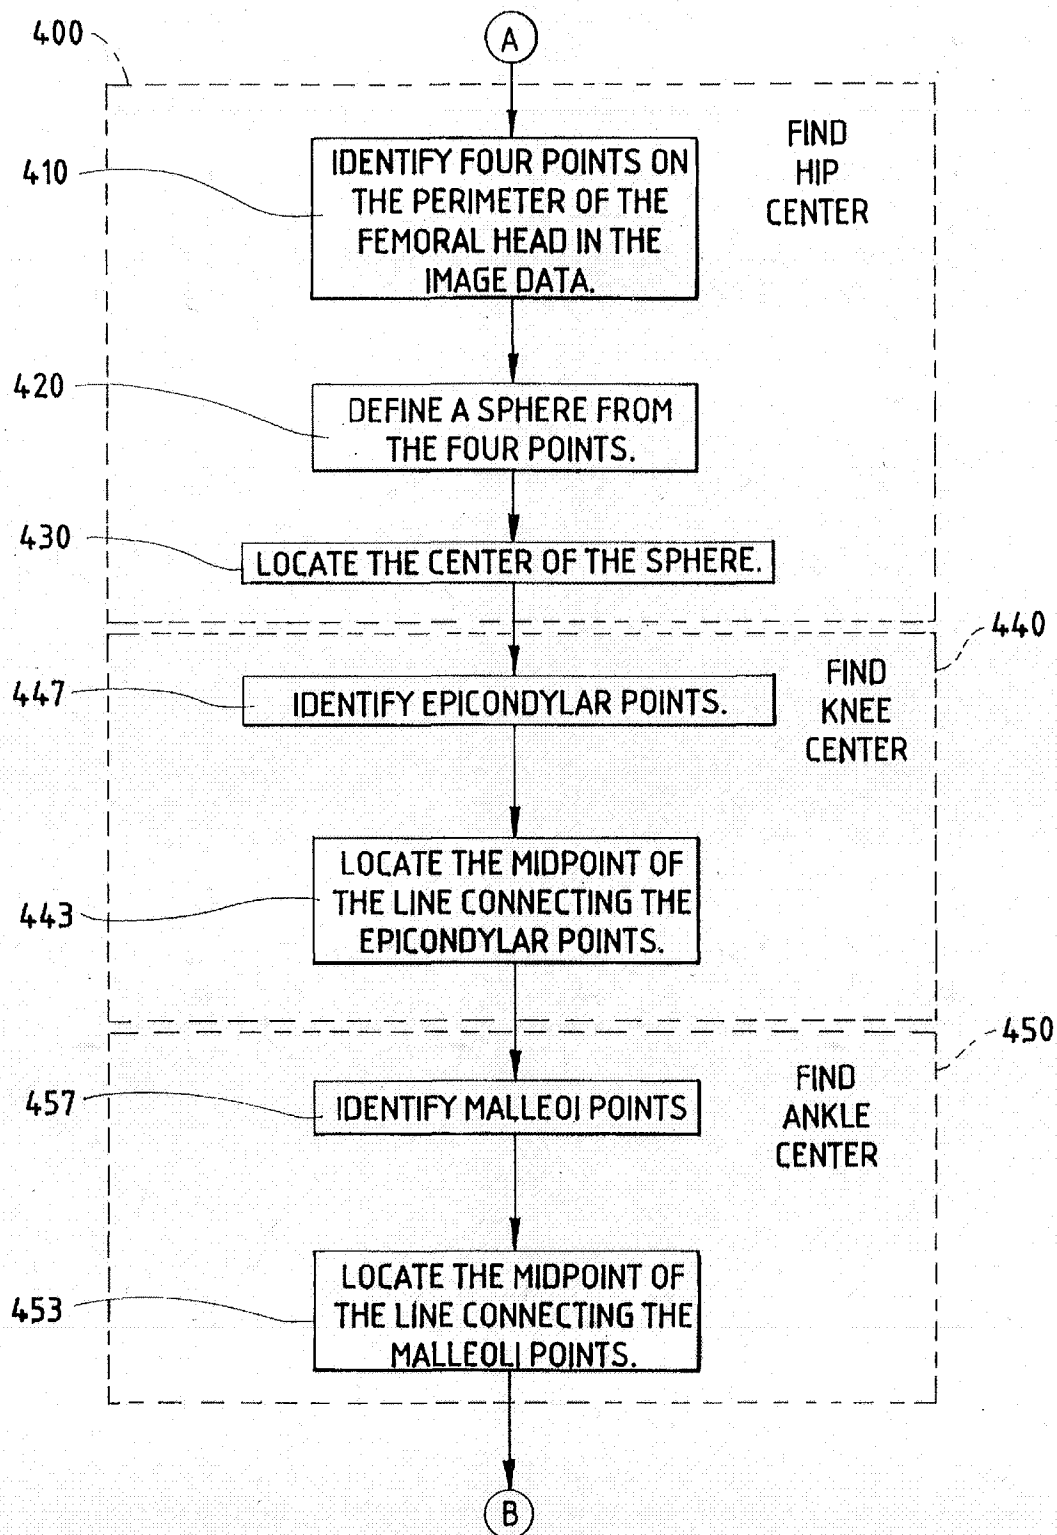 A
400
FIND
HIP
CENTER
410
IDENTIFY FOUR POINTS ON
THE PERIMETER OF THE
FEMORAL HEAD IN THE
IMAGE DATA.
420
DEFINE A SPHERE FROM
THE FOUR POINTS.
430
LOCATE THE CENTER OF THE SPHERE.
440
FIND
KNEE
CENTER
447
IDENTIFY EPICONDYLAR POINTS.
443
LOCATE THE MIDPOINT OF
THE LINE CONNECTING THE
EPICONDYLAR POINTS.
450
FIND
ANKLE
CENTER
457
IDENTIFY MALLEOI POINTS
453
LOCATE THE MIDPOINT OF
THE LINE CONNECTING THE
MALLEOLI POINTS.
B